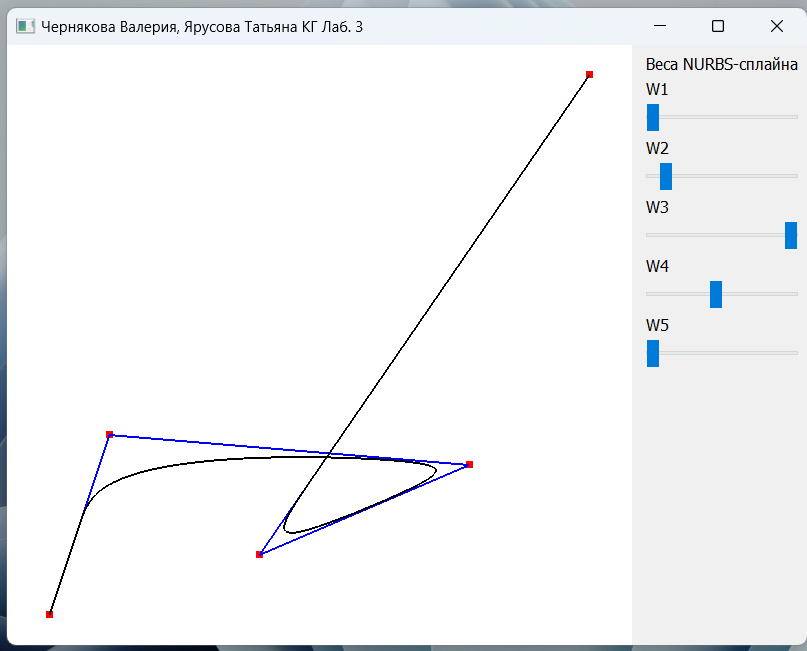 Чернякова Валерия, Ярусова Татьяна КГ Лаб. 3
Веса NURBS-сплайна
W1
W2
W3
W4
W5